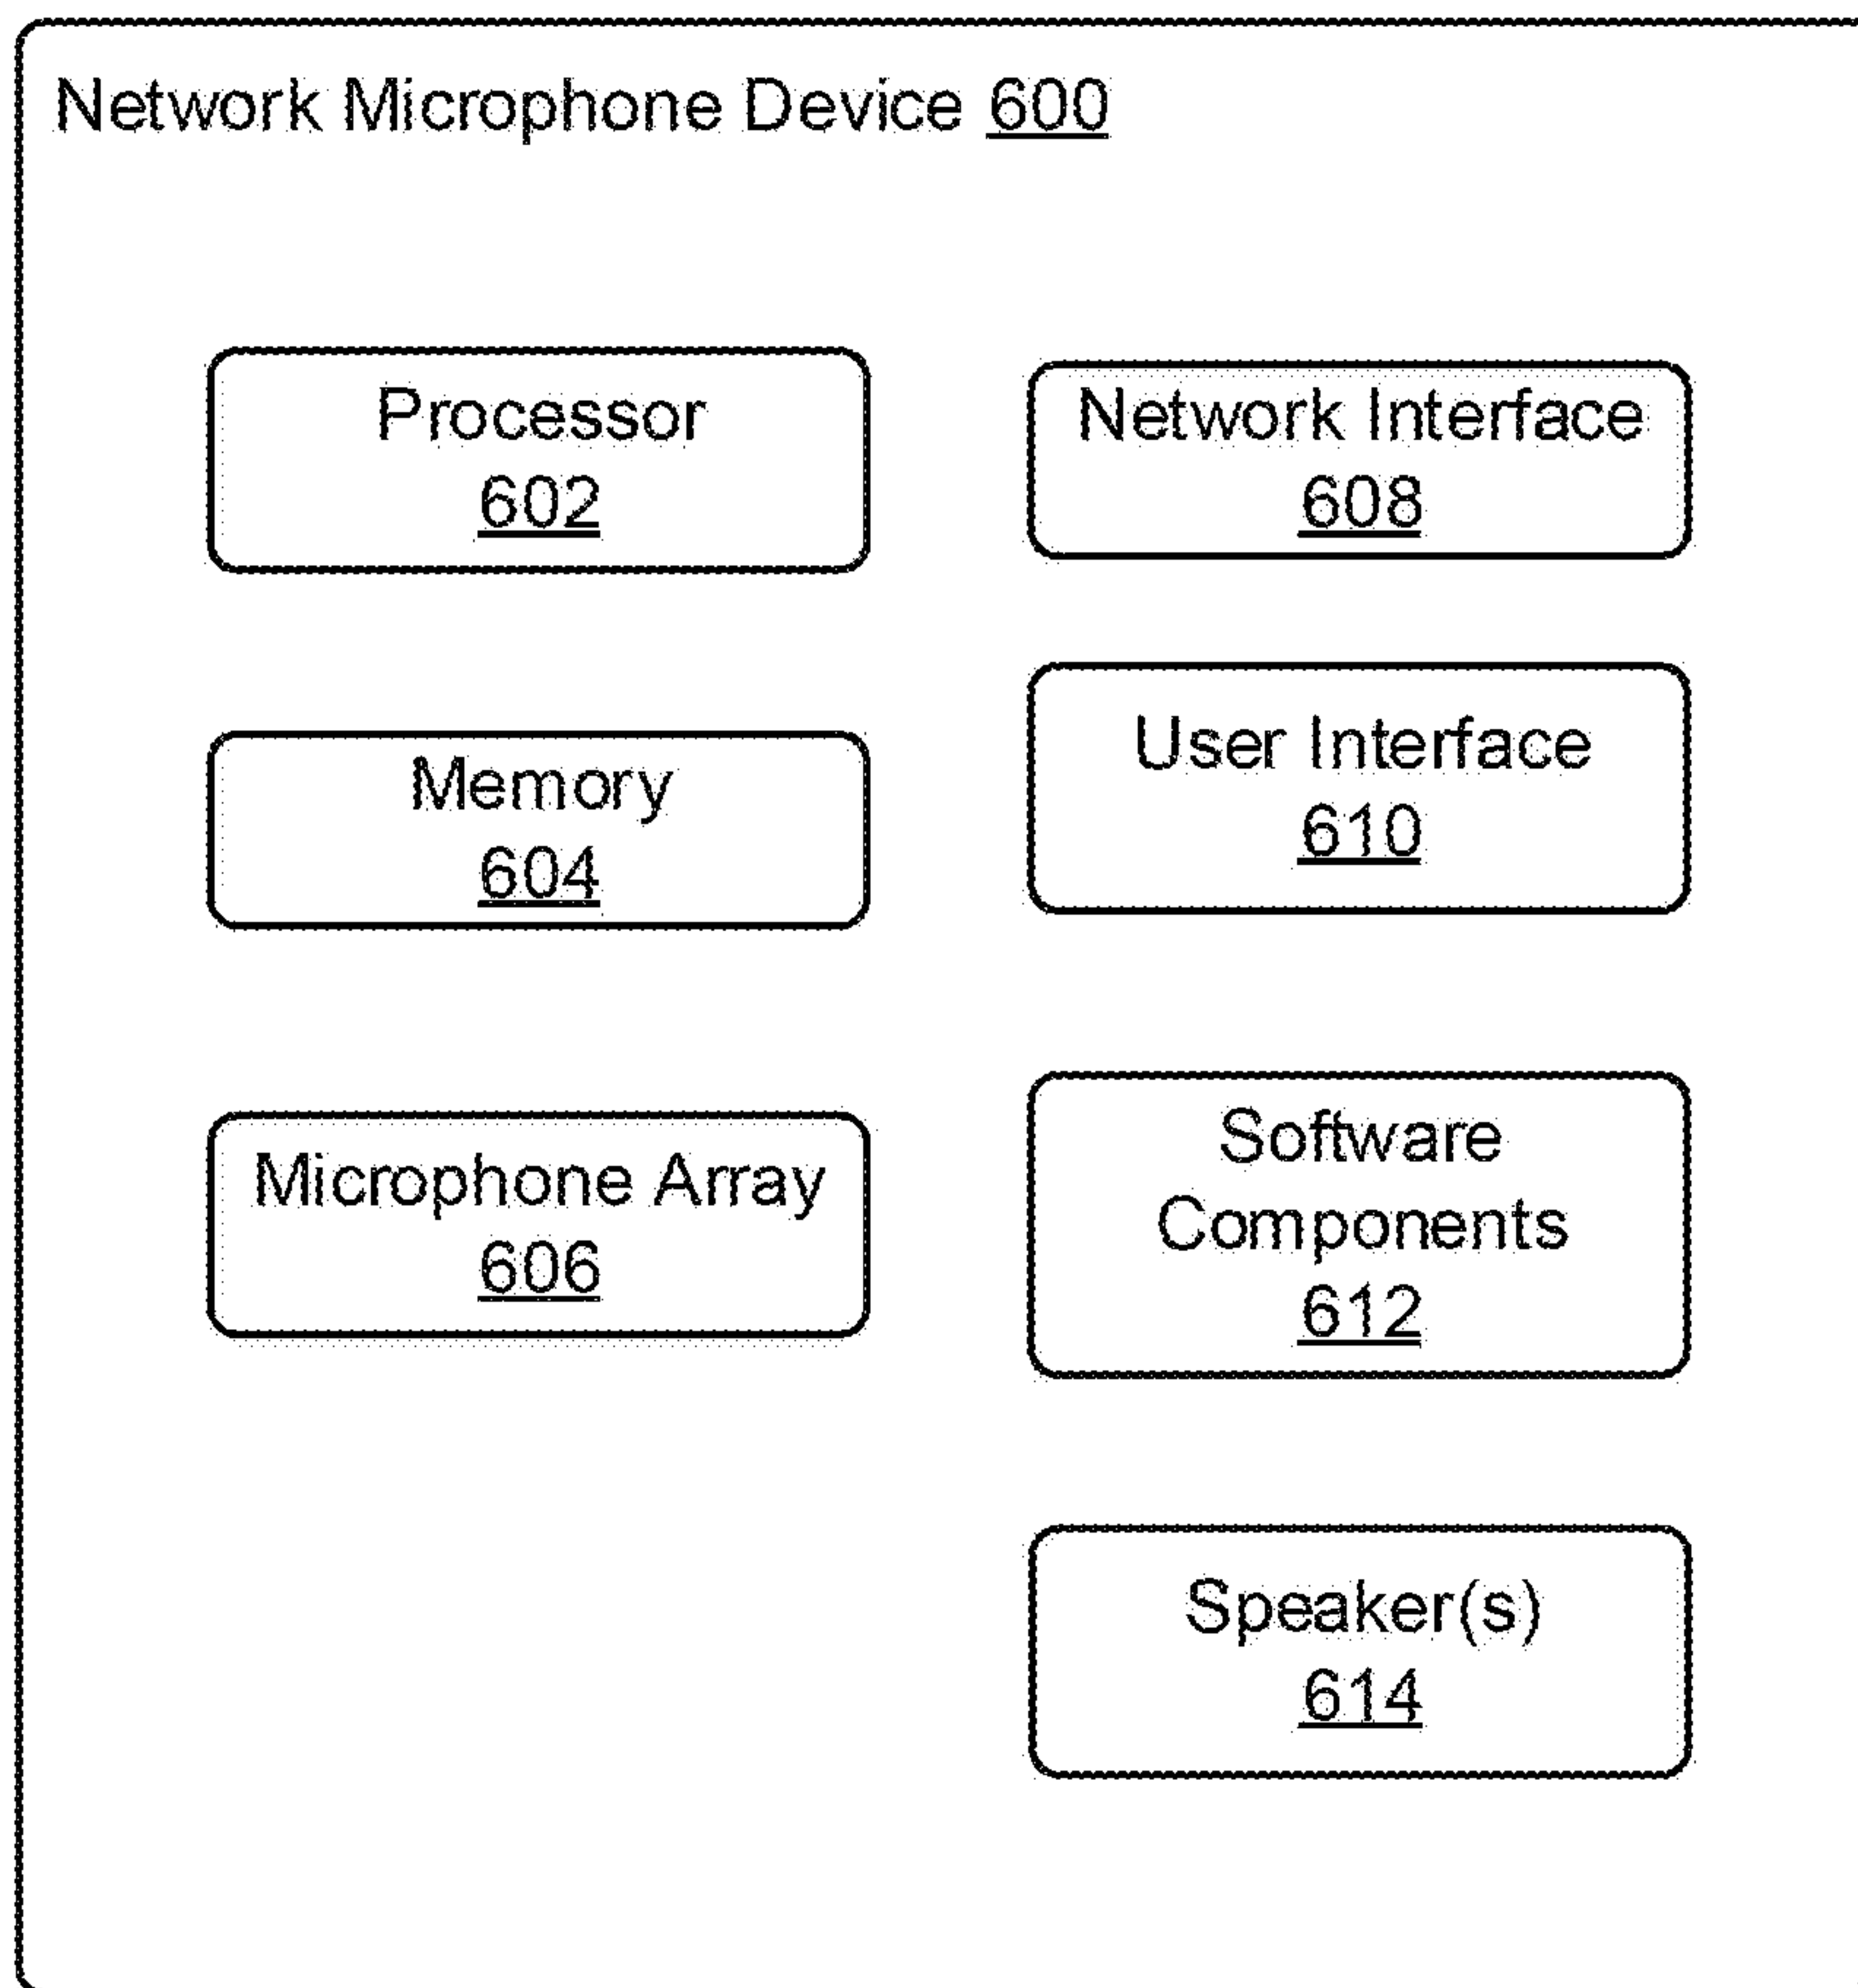 Network Microphone Device 600
Processor
602
Memory
604
Microphone Array
606
Network Interface
608
User Interface
610
Software
Components
612
Speaker(s)
614